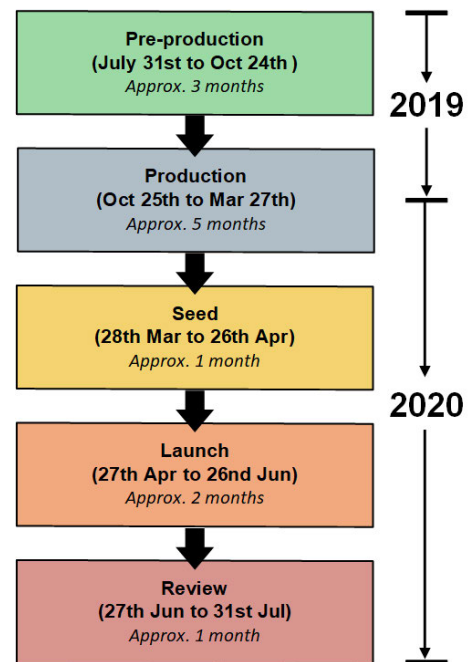 Pre-production
(July 31st to Oct 24th )
Approx. 3 months
2019
Production
(Oct 25th to Mar 27th)
Approx. 5 months
Seed
(28th Mar to 26th Apr)
Approx. 1 month
2020
Launch
(27th Apr to 26nd Jun)
Approx. 2 months
Review
(27th Jun to 31st Jul)
Approx. 1 month